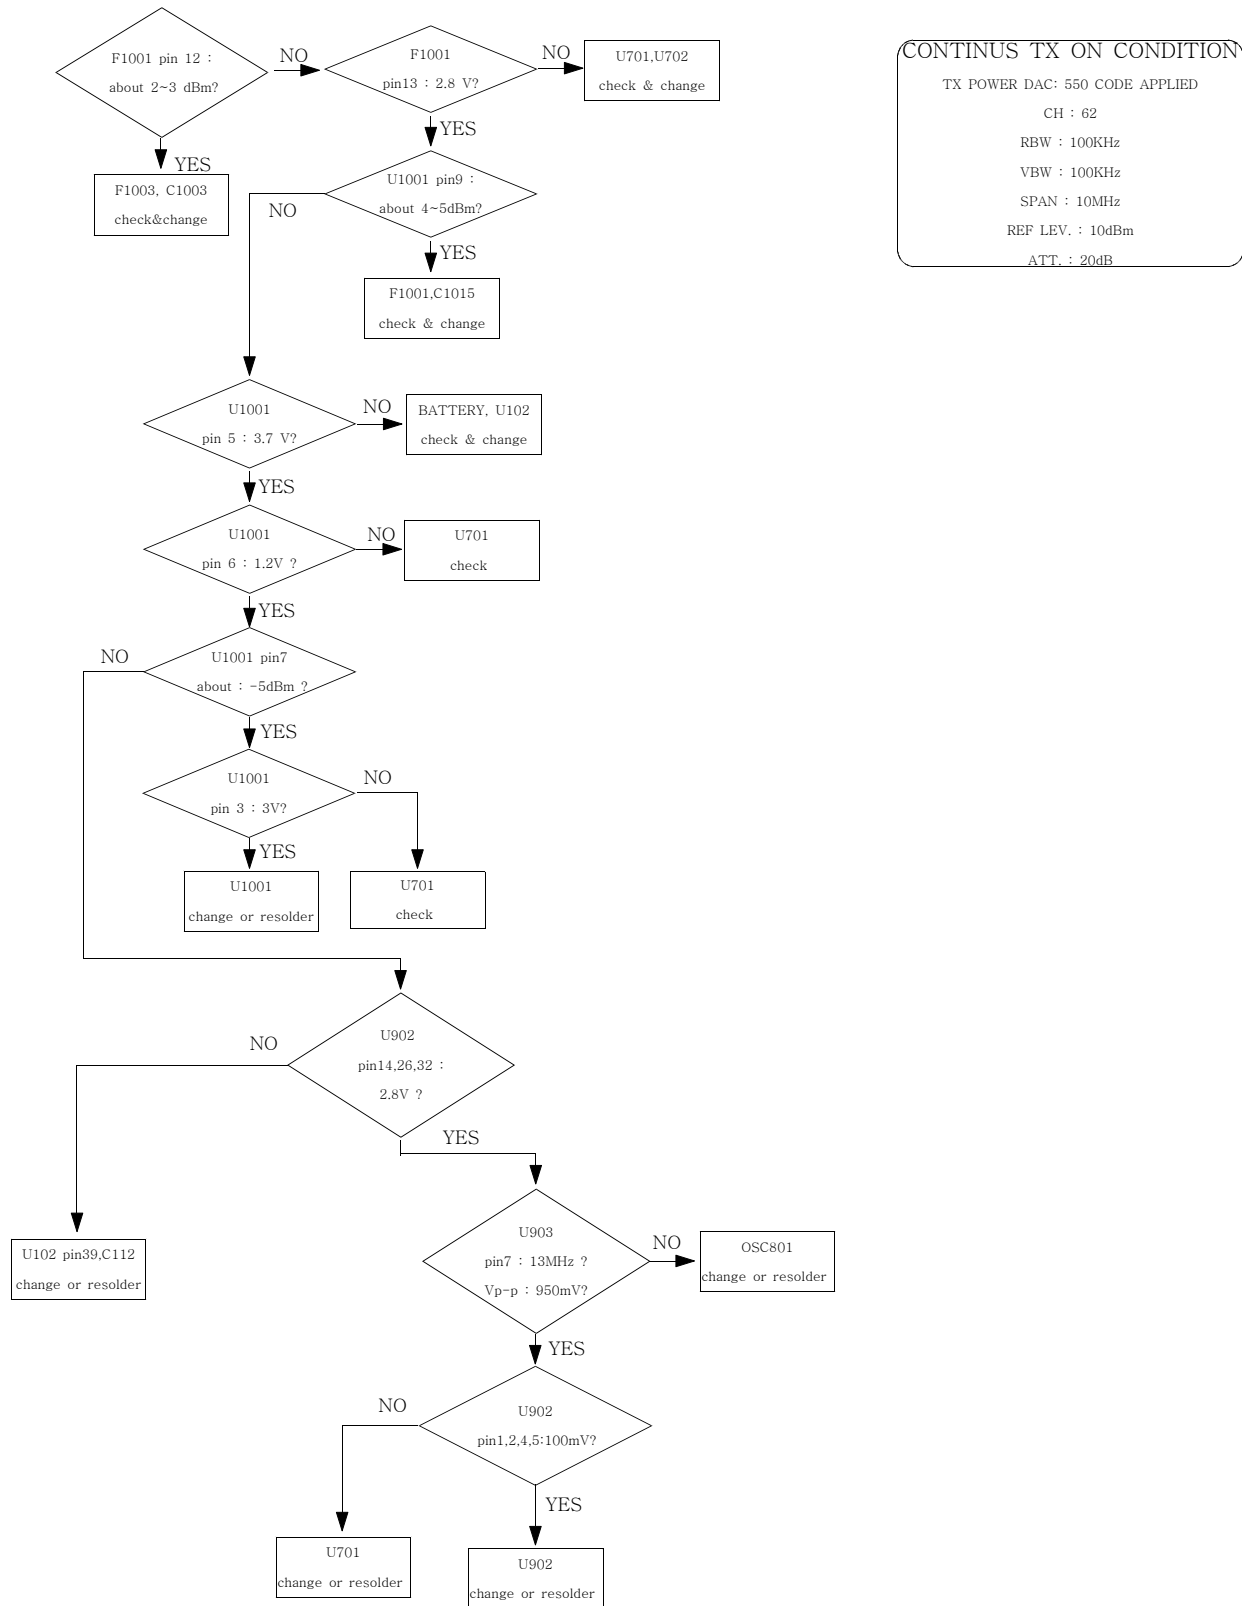 F1001 pin 12 :
about 2~3 dBm?
NO
F1001
pin13 : 2.8 V?
NO
U701,U702
check & change
CONTINUS TX ON CONDITION
TX POWER DAC: 550 CODE APPLIED
CH : 62
RBW : 100KHz
VBW : 100KHz
SPAN : 10MHz
REF LEV. : 10dBm
ATT. : 20dB
YES
F1003, C1003
check&change
YES
U1001 pin9 :
about 4~5dBm?
NO
YES
F1001,C1015
check & change
U1001
pin 5 : 3.7 V?
NO
BATTERY, U102
check & change
YES
U1001
pin 6 : 1.2V ?
NO
U701
check
YES
U1001 pin7
about : -5dBm ?
NO
YES
U1001
pin 3 : 3V?
NO
YES
U1001
change or resolder
U701
check
U902
pin14,26,32 :
2.8V ?
NO
YES
U102 pin39,C112
change or resolder
U903
pin7 : 13MHz ?
Vp-p : 950mV?
NO
OSC801
change or resolder
YES
U902
pin1,2,4,5:100mV?
NO
YES
U701
change or resolder
U902
change or resolder